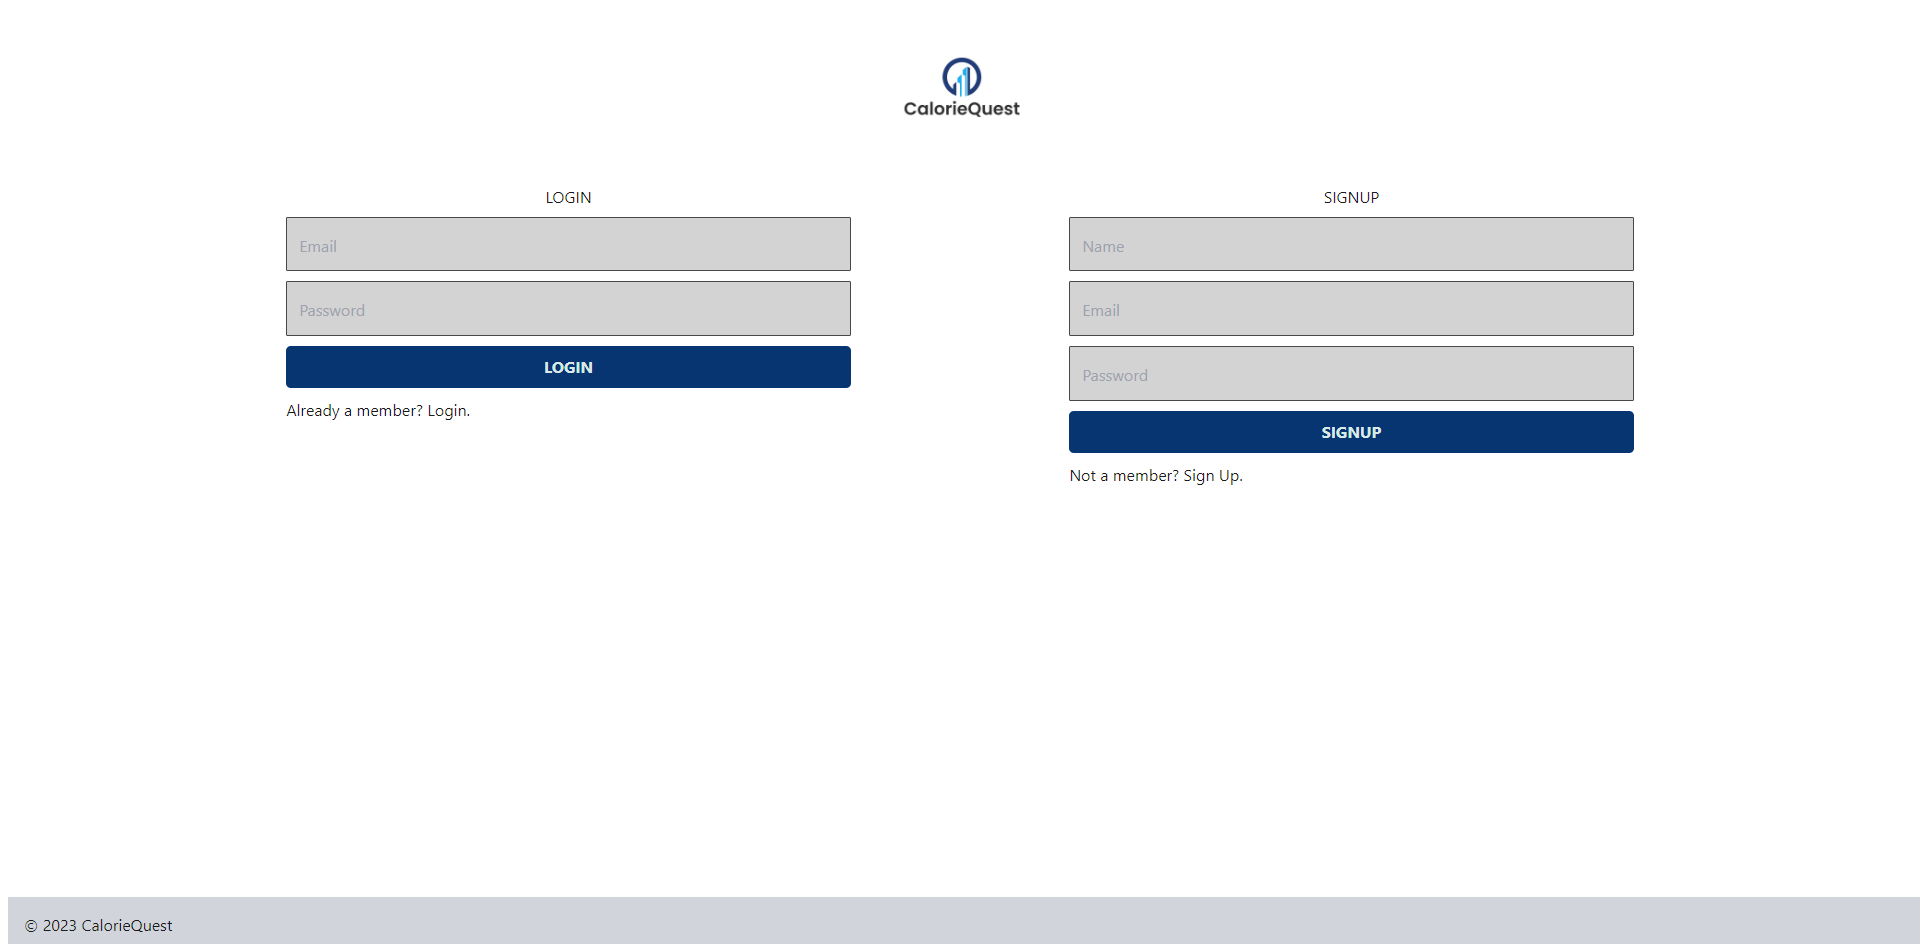 CalorieQuest
LOGIN
Email
Password
LOGIN
Already a member? Login.
SIGNUP
Name
Email
Password
SIGNUP
Not a member? Sign Up.
© 2023 CalorieQuest